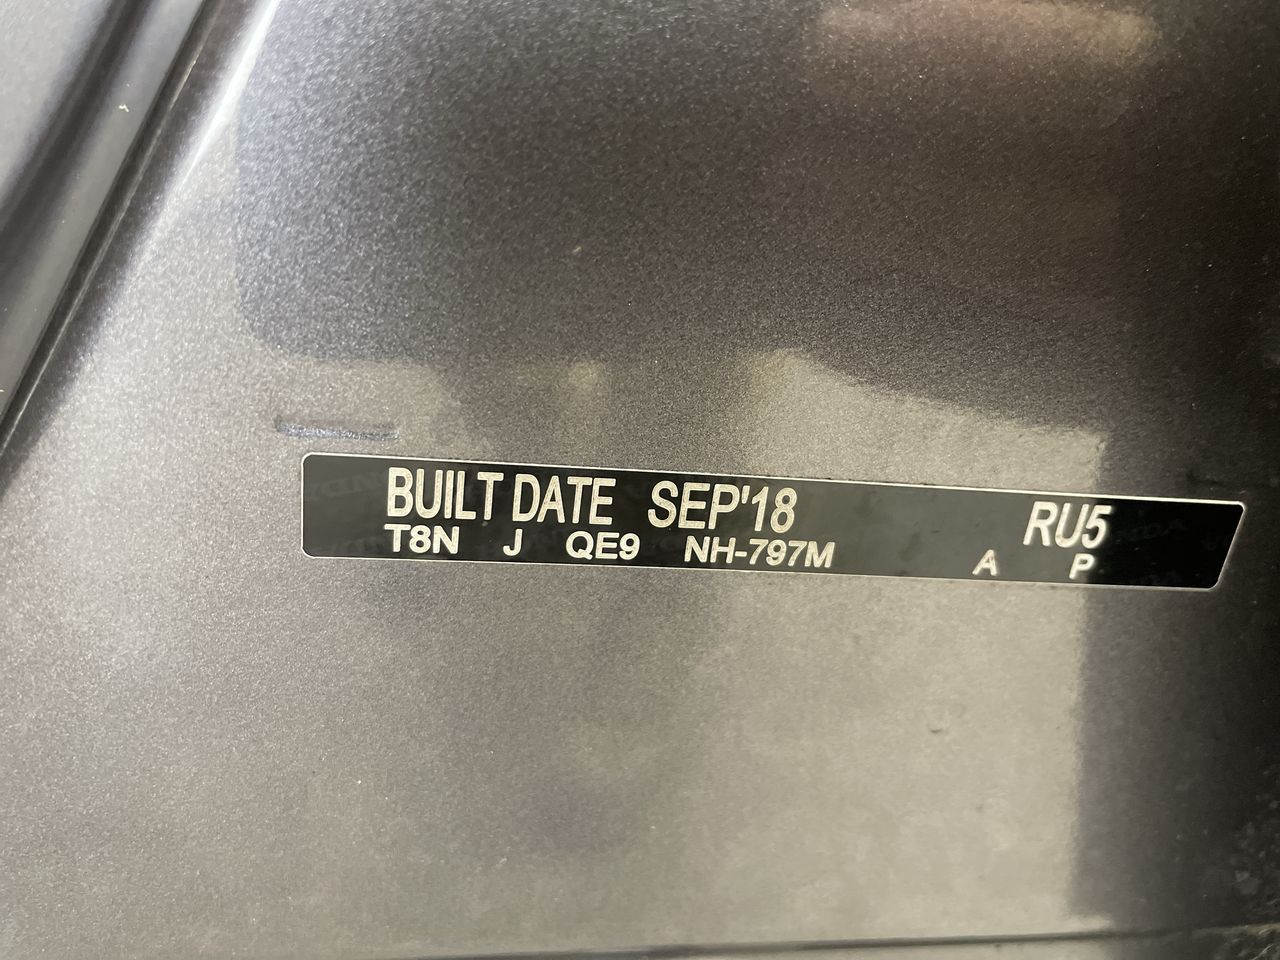 BUILT DATE SEP'18 RU5
T8N J QE9 NH-797M A P